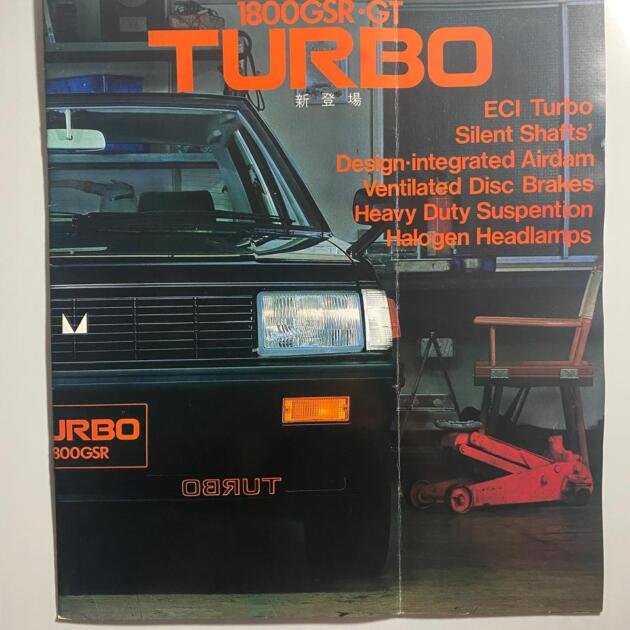 1800GSR·GT
TURBO
新登場
ECI Turbo
Silent Shafts'
Design·integrated Airdam
Ventilated Disc Brakes
Heavy Duty Suspention
Halogen Headlamps
URBO
800GSR
TURBO